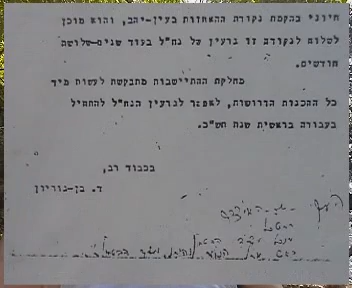 חיוני בהקמת נקודת ההאחזות בעין-יהב, והוא מוכן
לשלוח לנקודה זו גרעין של נח"ל בעוד שנים-שלושה
חודשים.
מחלקת ההתיישבות מתבקשת לעשות מיד
כל ההכנות הדרושות, לאפשר לגרעין הנח"ל להתחיל
בעבודה בראשית שנת תש"כ.
בכבוד רב,
ד. בן-גוריון